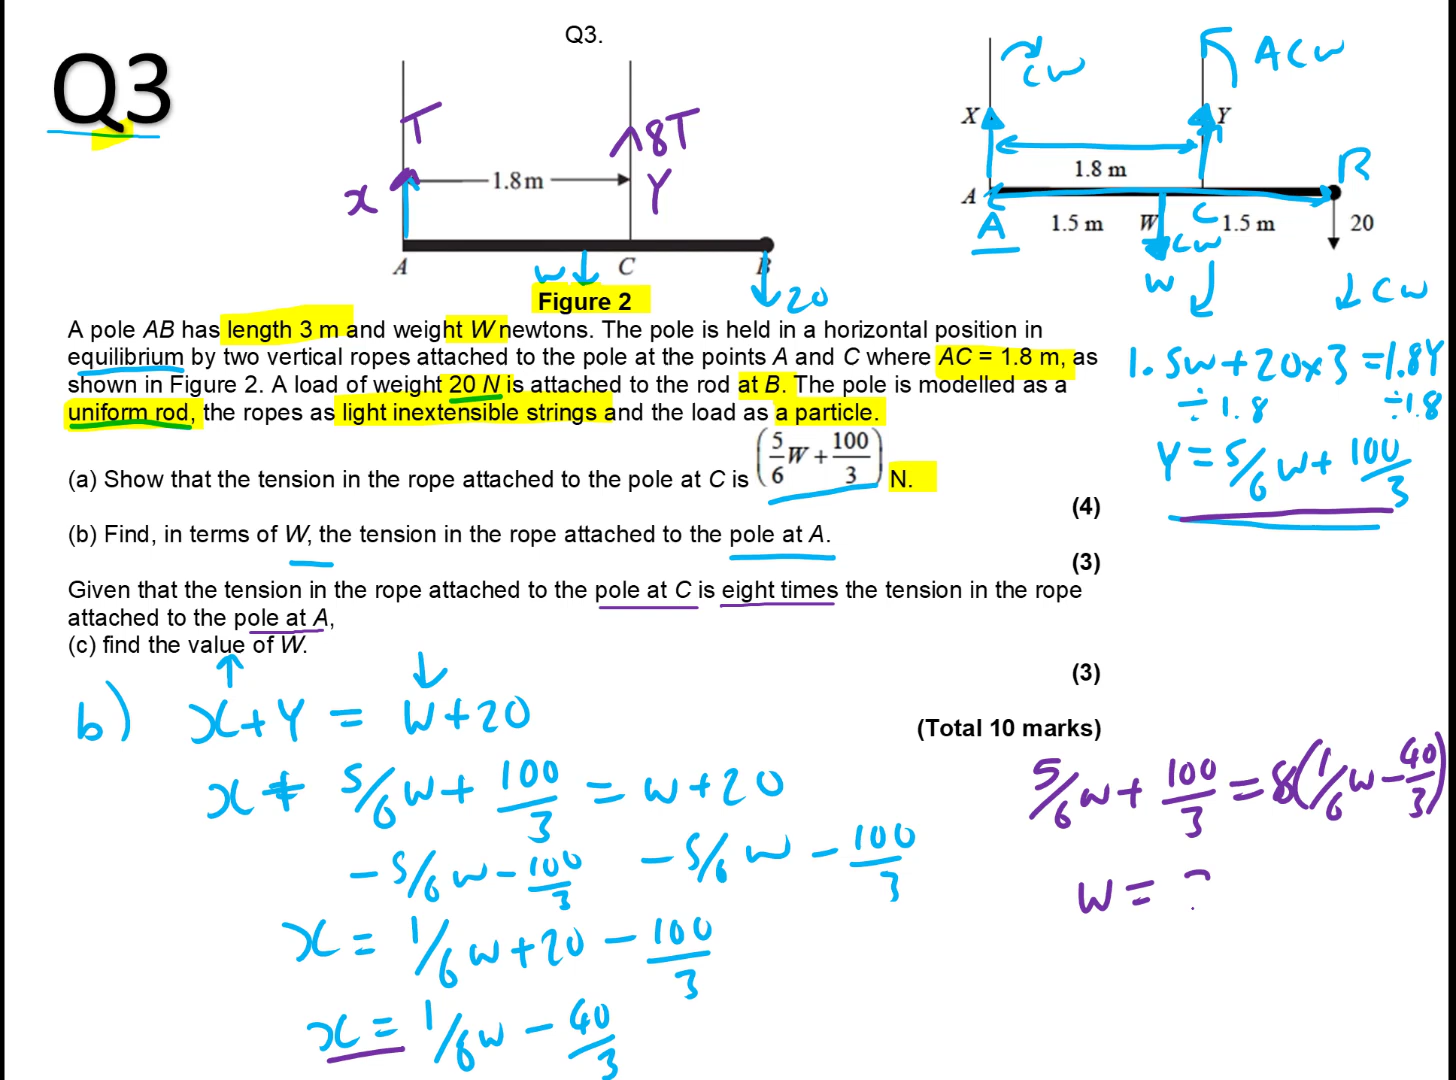 Q3.
Q3
T
8T
1.8 m
x
Y
A
W
C
B
20
Figure 2
CW
ACW
X
Y
1.8 m
B
A
A
1.5 m
W
C
1.5 m
20
CW
W
CW
A pole AB has length 3 m and weight W newtons. The pole is held in a horizontal position in
equilibrium by two vertical ropes attached to the pole at the points A and C where AC = 1.8 m, as
shown in Figure 2. A load of weight 20 N is attached to the rod at B. The pole is modelled as a
uniform rod, the ropes as light inextensible strings and the load as a particle.
1.5W + 20×3 = 1.8Y
÷1.8 ÷1.8
Y = 5/6 W + 100/3
(a) Show that the tension in the rope attached to the pole at C is (5/6 W + 100/3) N.
(4)
(b) Find, in terms of W, the tension in the rope attached to the pole at A.
(3)
Given that the tension in the rope attached to the pole at C is eight times the tension in the rope
attached to the pole at A,
(c) find the value of W.
(3)
(Total 10 marks)
b) x + Y = W + 20
x + 5/6 W + 100/3 = W + 20
- 5/6 W - 100/3 - 5/6 W - 100/3
x = 1/6 W + 20 - 100/3
x = 1/6 W - 40/3
5/6 W + 100/3 = 8(1/6 W - 40/3)
W = ?